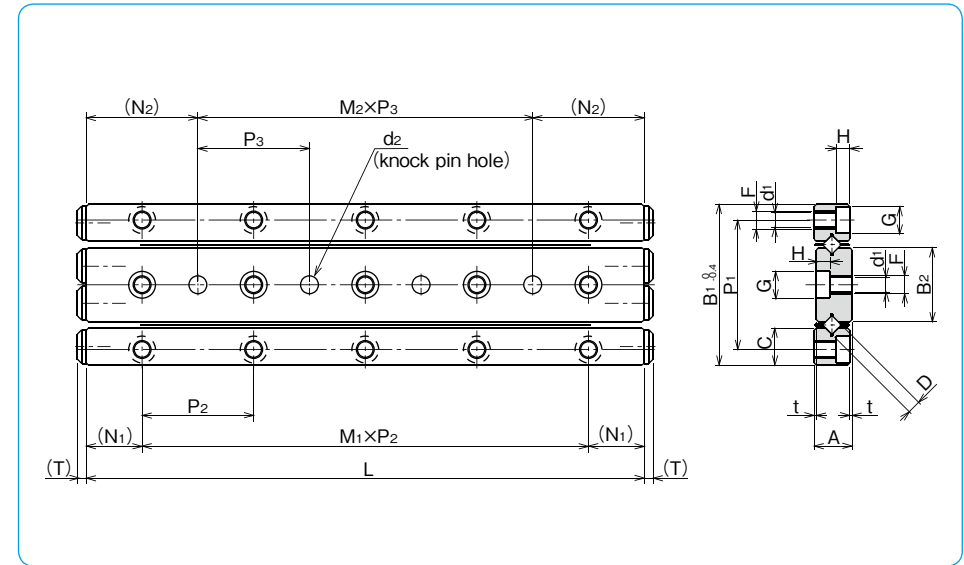 (N2) M2×P3 (N2)
P3 d2
(knock pin hole)
P2
(N1) M1×P2 (N1)
(T) L (T)
H
F d1 G
H
G d1 F
B1 0 -0.4 P1 B2
C
D
t t
A